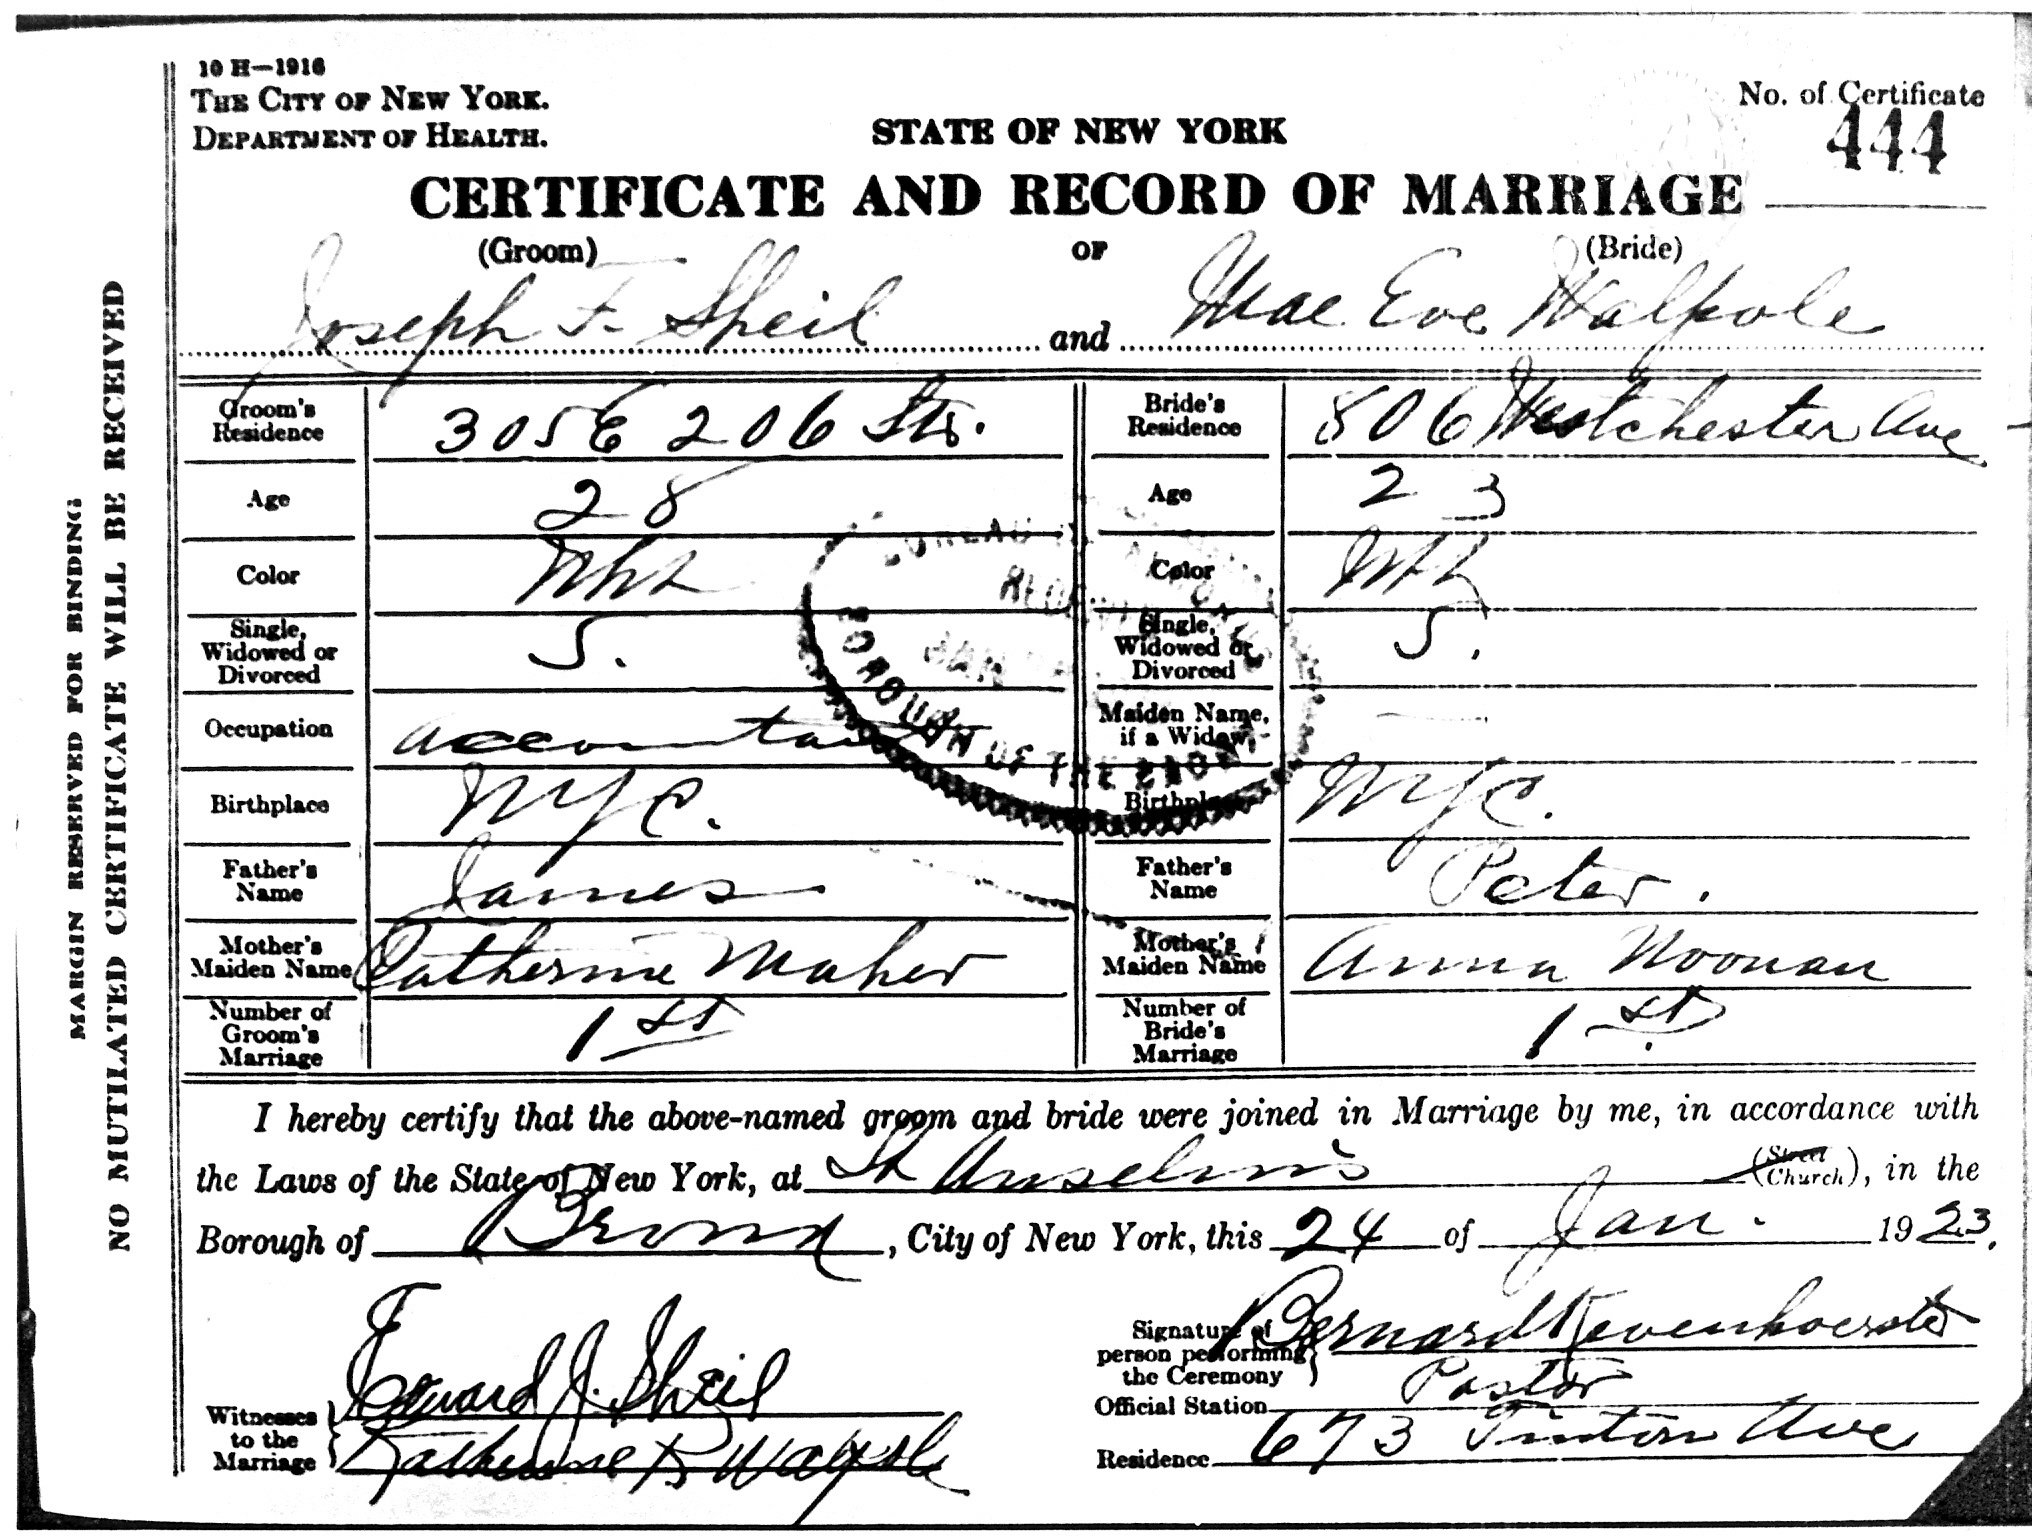 10 H—1916
THE CITY OF NEW YORK.
DEPARTMENT OF HEALTH.
No. of Certificate
444
STATE OF NEW YORK
CERTIFICATE AND RECORD OF MARRIAGE
(Groom) OF (Bride)
Joseph F. Sheil and Mae Eve Walpole
Groom's Residence 305 E 206 Str. Bride's Residence 806 Westchester Ave
Age 28 Age 23
Color Wht Color Wh
Single, Widowed or Divorced S. Single, Widowed or Divorced S.
Occupation accountant Maiden Name, if a Widow
Birthplace NYC. Birthplace NYC.
Father's Name James Father's Name Peter.
Mother's Maiden Name Catherine Maher Mother's Maiden Name Anna Noonan
Number of Groom's Marriage 1st Number of Bride's Marriage 1st
BUREAU
JAN
BOROUGH OF THE BRONX
I hereby certify that the above-named groom and bride were joined in Marriage by me, in accordance with
the Laws of the State of New York, at St Anselm's (Street Church), in the
Borough of Bronx, City of New York, this 24 of Jan. 1923.
Witnesses to the Marriage
Edward J. Sheil
Katherine R Walpole
Signature of person performing the Ceremony Bernard Kevenhoerster
Official Station Pastor
Residence 673 Tinton Ave
MARGIN RESERVED FOR BINDING
NO MUTILATED CERTIFICATE WILL BE RECEIVED